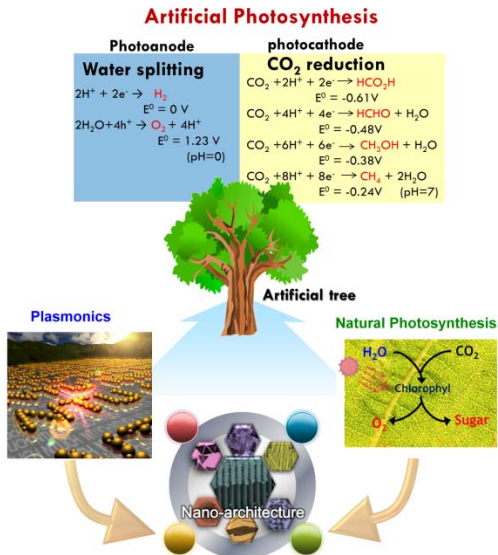 Artificial Photosynthesis
Photoanode
Water splitting
2H⁺ + 2e⁻→ H₂
E⁰ = 0 V
2H₂O+4h⁺→ O₂ + 4H⁺
E⁰ = 1.23 V
(pH=0)
photocathode
CO₂ reduction
CO₂ +2H⁺ + 2e⁻→ HCO₂H
E⁰ = -0.61V
CO₂ +4H⁺ + 4e⁻→ HCHO + H₂O
E⁰ = -0.48V
CO₂ +6H⁺ + 6e⁻→ CH₃OH + H₂O
E⁰ = -0.38V
CO₂ +8H⁺ + 8e⁻→ CH₄ + 2H₂O
E⁰ = -0.24V (pH=7)
Artificial tree
Plasmonics
Natural Photosynthesis
H₂O CO₂
Chlorophyl
O₂ Sugar
Nano-architecture